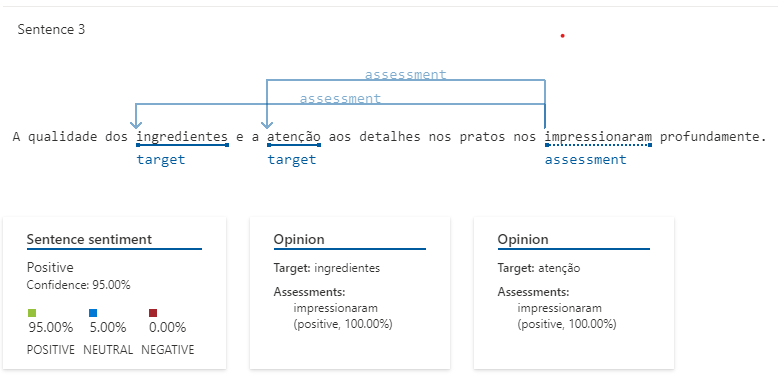 Sentence 3
assessment
assessment
A qualidade dos ingredientes e a atenção aos detalhes nos pratos nos impressionaram profundamente.
target target assessment
Sentence sentiment
Positive
Confidence: 95.00%
95.00% 5.00% 0.00%
POSITIVE NEUTRAL NEGATIVE
Opinion
Target: ingredientes
Assessments:
impressionaram
(positive, 100.00%)
Opinion
Target: atenção
Assessments:
impressionaram
(positive, 100.00%)